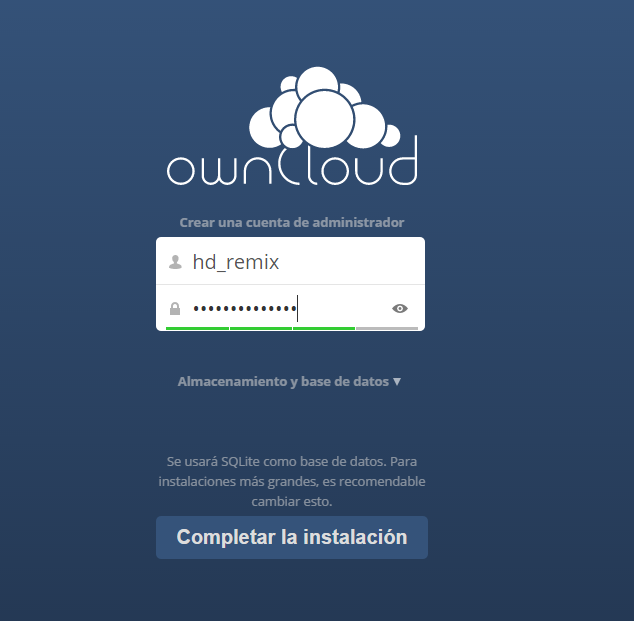 ownCloud
Crear una cuenta de administrador
hd_remix
••••••••••••••
Almacenamiento y base de datos ▼
Se usará SQLite como base de datos. Para
instalaciones más grandes, es recomendable
cambiar esto.
Completar la instalación